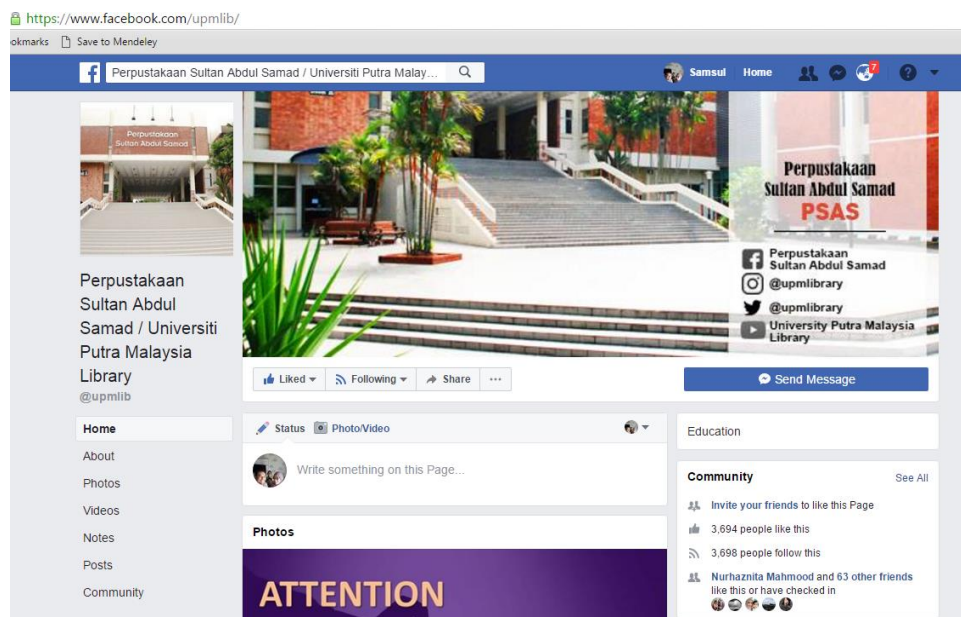 https://www.facebook.com/upmlib/
okmarks Save to Mendeley
f Perpustakaan Sultan Abdul Samad / Universiti Putra Malay... Samsul Home 7 ?
Perpustakaan
Sultan Abdul Samad
PSAS
Perpustakaan
Sultan Abdul Samad
PSAS
Perpustakaan
Sultan Abdul Samad
@upmlibrary
@upmlibrary
University Putra Malaysia
Library
Perpustakaan
Sultan Abdul
Samad / Universiti
Putra Malaysia
Library
@upmlib
Liked Following Share ... Send Message
Home
About
Photos
Videos
Notes
Posts
Community
Status Photo/Video
Write something on this Page...
Photos
ATTENTION
Education
Community See All
Invite your friends to like this Page
3,694 people like this
3,698 people follow this
Nurhaznita Mahmood and 63 other friends
like this or have checked in